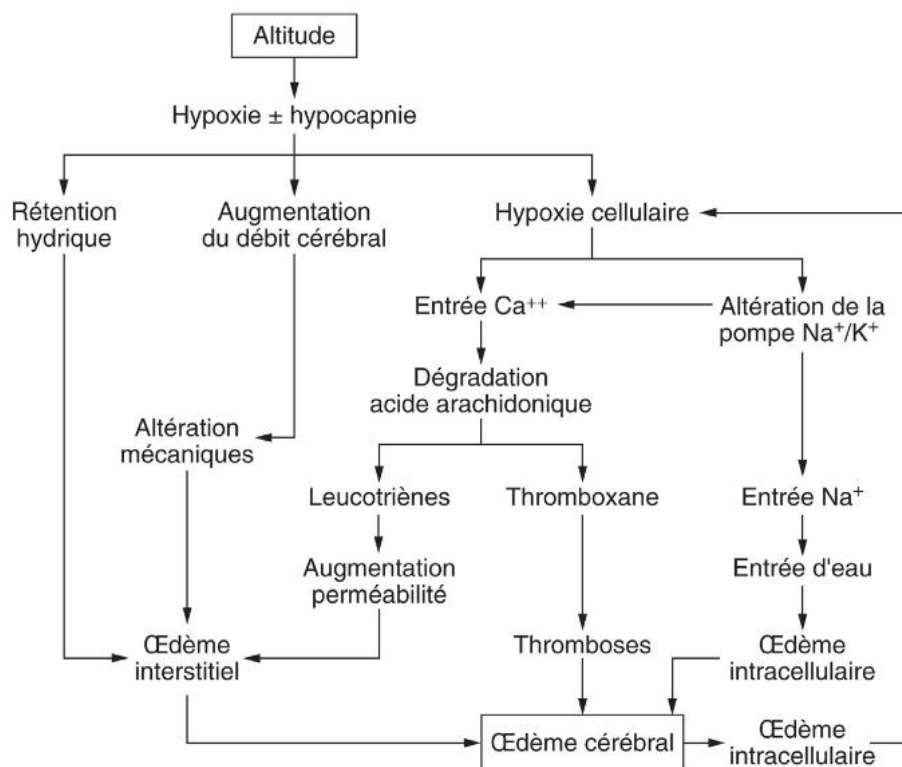 Altitude
Hypoxie ± hypocapnie
Rétention
hydrique
Augmentation
du débit cérébral
Hypoxie cellulaire
Entrée Ca⁺⁺
Altération de la
pompe Na⁺/K⁺
Dégradation
acide arachidonique
Altération
mécaniques
Leucotriènes
Thromboxane
Entrée Na⁺
Augmentation
perméabilité
Entrée d'eau
Œdème
interstitiel
Thromboses
Œdème
intracellulaire
Œdème cérébral
Œdème
intracellulaire